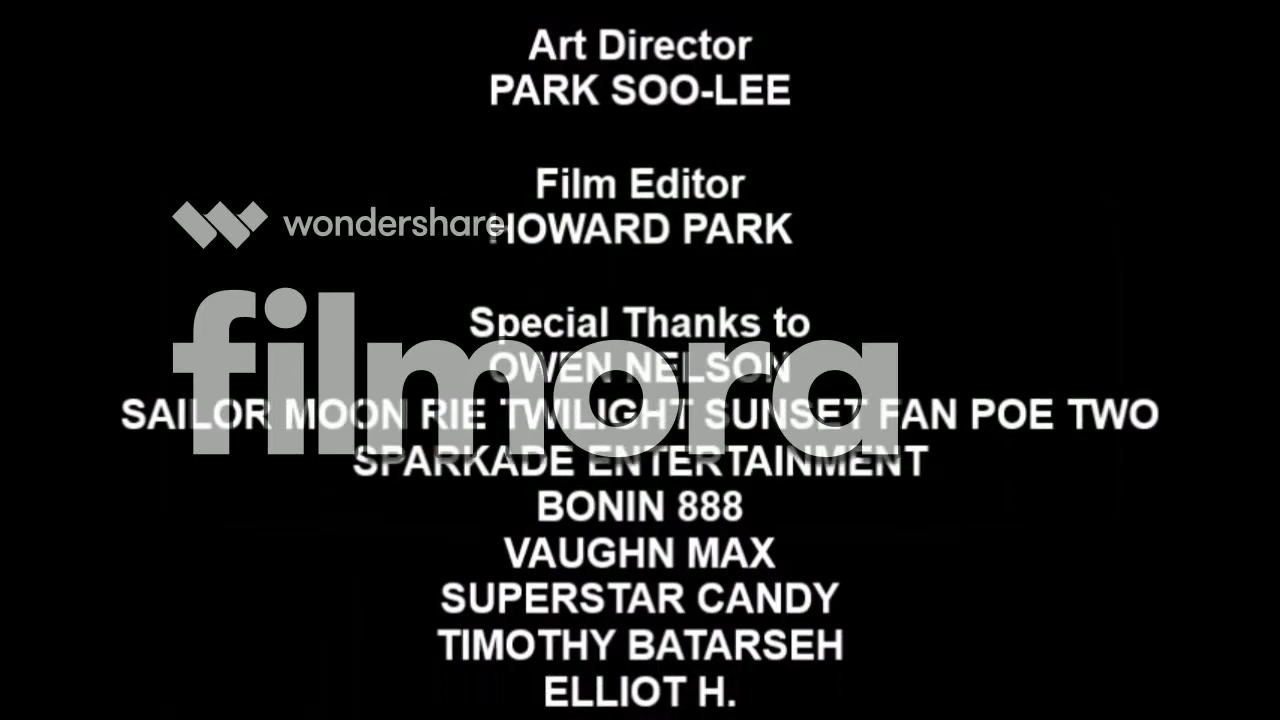 Art Director
PARK SOO-LEE
Film Editor
wondershare
HOWARD PARK
filmora
Special Thanks to
OWEN NELSON
SAILOR MOON RIE TWILIGHT SUNSET FAN POE TWO
SPARKADE ENTERTAINMENT
BONIN 888
VAUGHN MAX
SUPERSTAR CANDY
TIMOTHY BATARSEH
ELLIOT H.